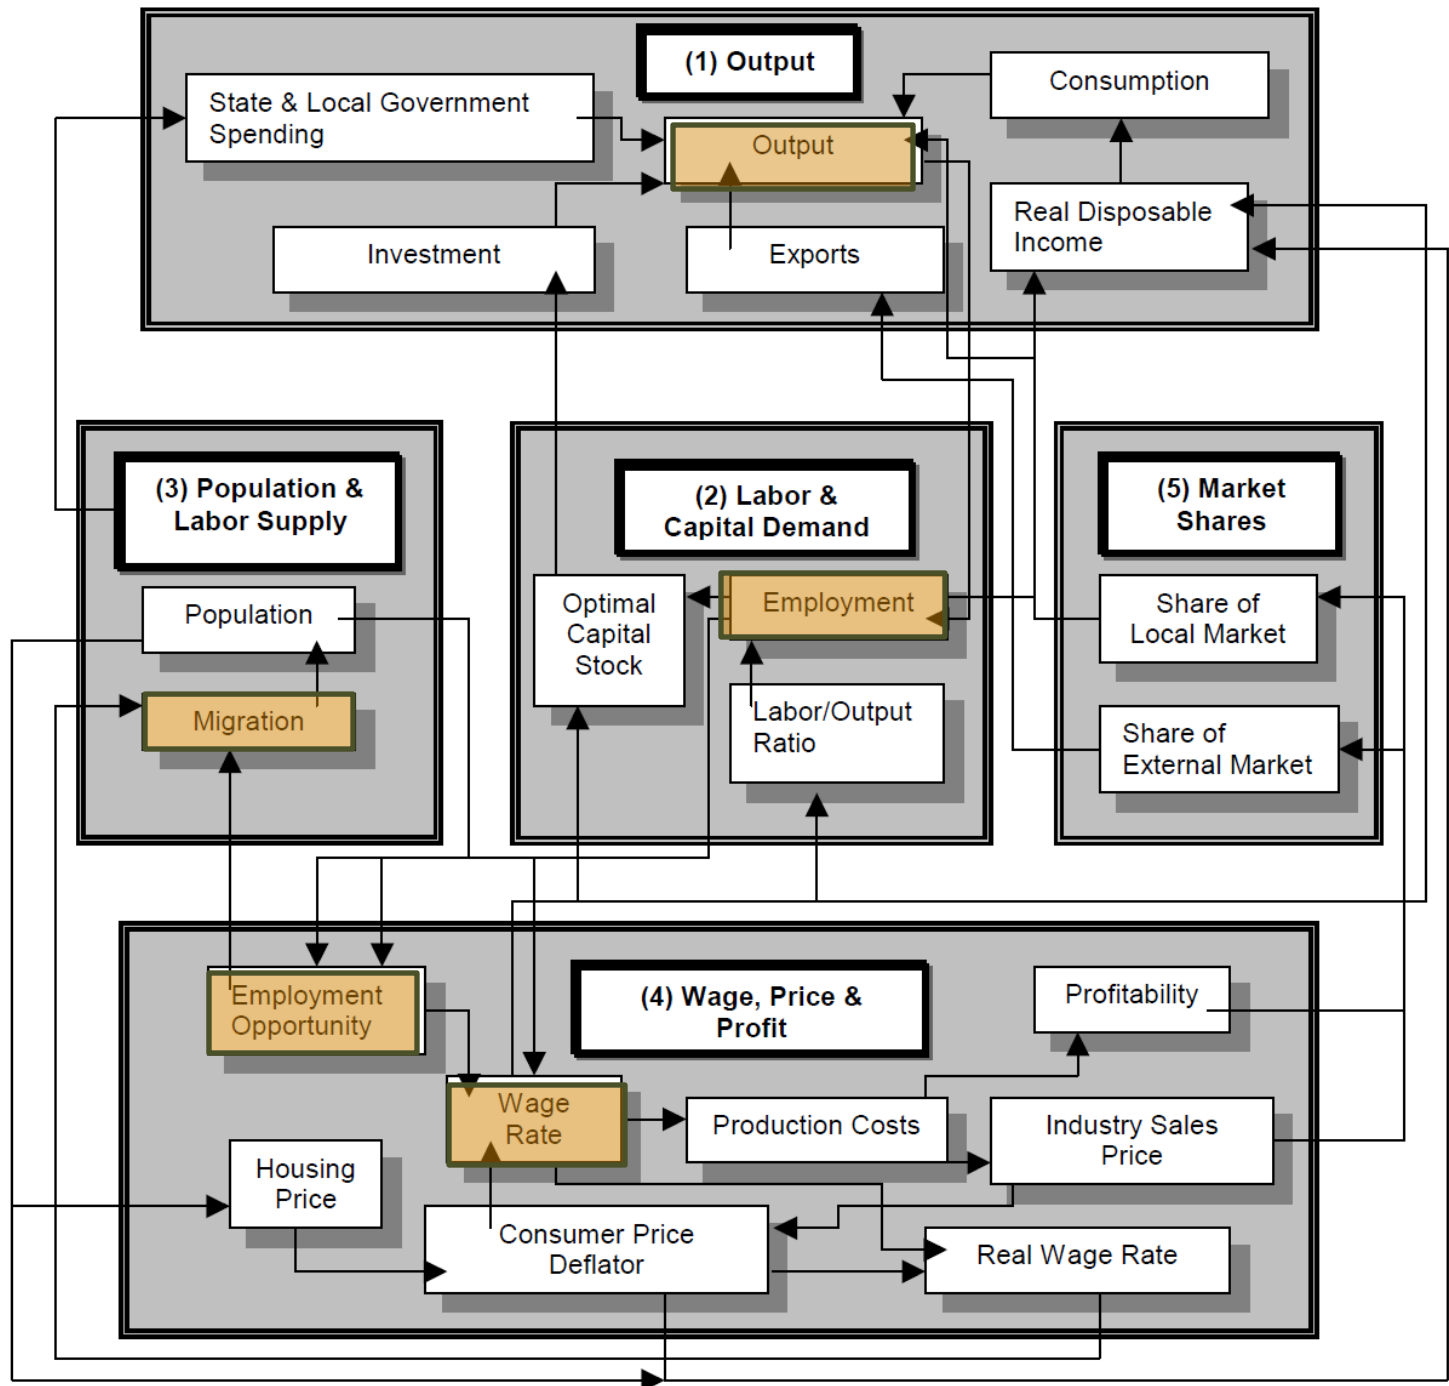 (1) Output
State & Local Government
Spending
Output
Consumption
Investment
Exports
Real Disposable
Income
(3) Population &
Labor Supply
Population
Migration
(2) Labor &
Capital Demand
Optimal
Capital
Stock
Employment
Labor/Output
Ratio
(5) Market
Shares
Share of
Local Market
Share of
External Market
(4) Wage, Price &
Profit
Employment
Opportunity
Profitability
Wage
Rate
Production Costs
Industry Sales
Price
Housing
Price
Consumer Price
Deflator
Real Wage Rate